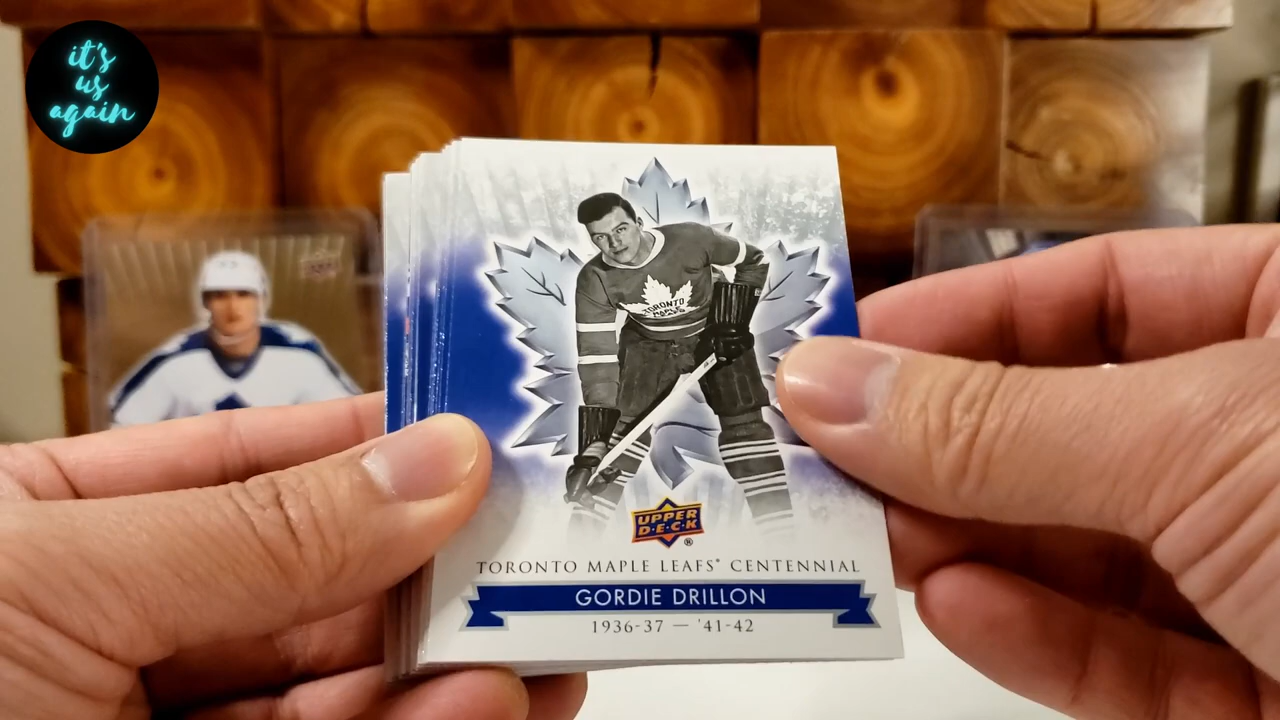 it's
us
again
TORONTO
UPPER
DECK
®
TORONTO MAPLE LEAFS® CENTENNIAL
GORDIE DRILLON
1936-37 — '41-42